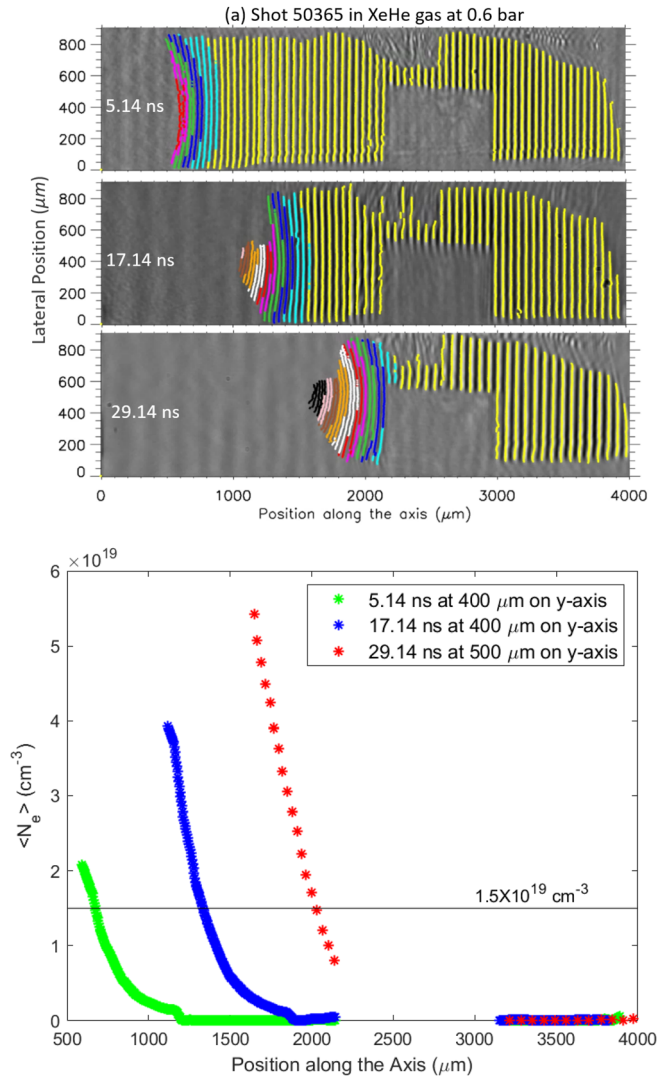 (a) Shot 50365 in XeHe gas at 0.6 bar
800
600
400
200
0
5.14 ns
800
600
400
200
0
17.14 ns
800
600
400
200
0
29.14 ns
Lateral Position (μm)
0 1000 2000 3000 4000
Position along the axis (μm)
×10^19
6
5
4
3
2
1
0
<N_e> (cm^-3)
5.14 ns at 400 μm on y-axis
17.14 ns at 400 μm on y-axis
29.14 ns at 500 μm on y-axis
1.5X10^19 cm^-3
500 1000 1500 2000 2500 3000 3500 4000
Position along the Axis (μm)